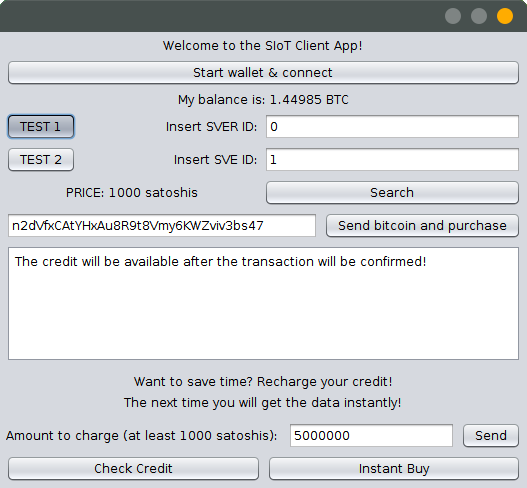 Welcome to the SIoT Client App!
Start wallet & connect
My balance is: 1.44985 BTC
TEST 1 Insert SVER ID: 0
TEST 2 Insert SVE ID: 1
PRICE: 1000 satoshis Search
n2dVfxCAtYHxAu8R9t8Vmy6KWZviv3bs47 Send bitcoin and purchase
The credit will be available after the transaction will be confirmed!
Want to save time? Recharge your credit!
The next time you will get the data instantly!
Amount to charge (at least 1000 satoshis): 5000000 Send
Check Credit Instant Buy